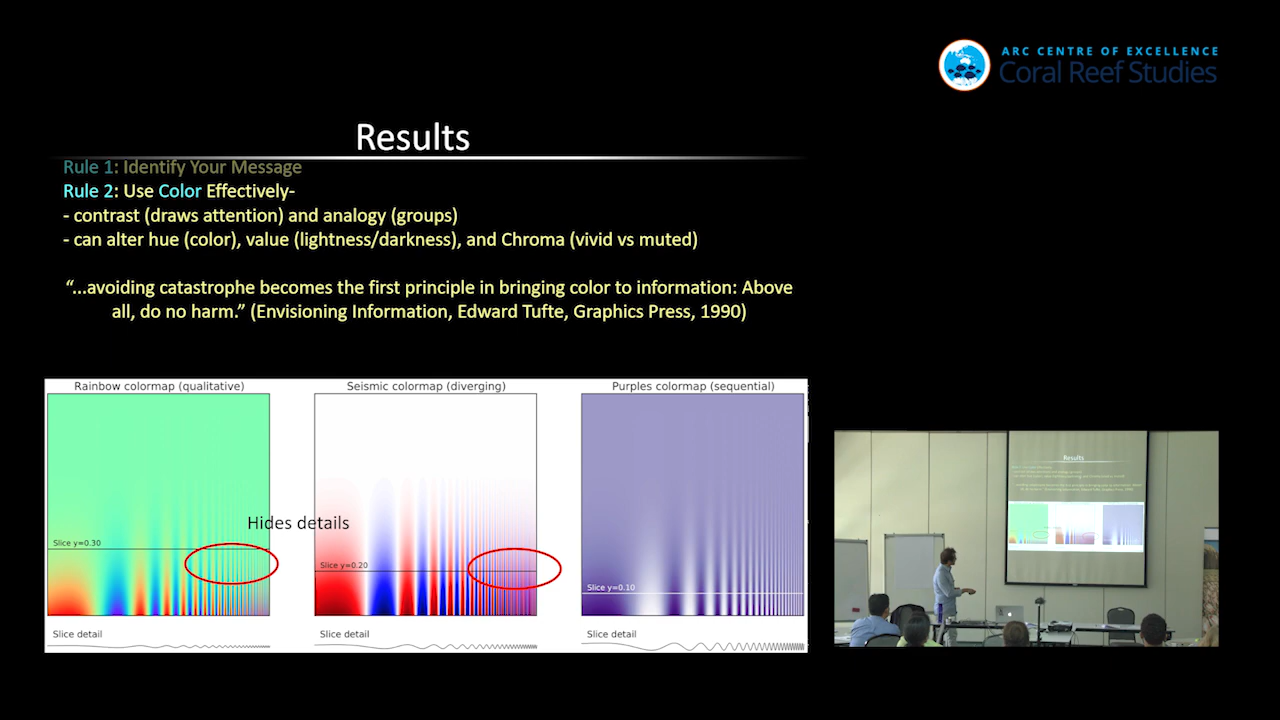 ARC CENTRE OF EXCELLENCE
Coral Reef Studies
Results
Rule 1: Identify Your Message
Rule 2: Use Color Effectively-
- contrast (draws attention) and analogy (groups)
- can alter hue (color), value (lightness/darkness), and Chroma (vivid vs muted)
“...avoiding catastrophe becomes the first principle in bringing color to information: Above
all, do no harm.” (Envisioning Information, Edward Tufte, Graphics Press, 1990)
Rainbow colormap (qualitative)
Seismic colormap (diverging)
Purples colormap (sequential)
Hides details
Slice y=0.30
Slice y=0.20
Slice y=0.10
Slice detail
Slice detail
Slice detail
Results